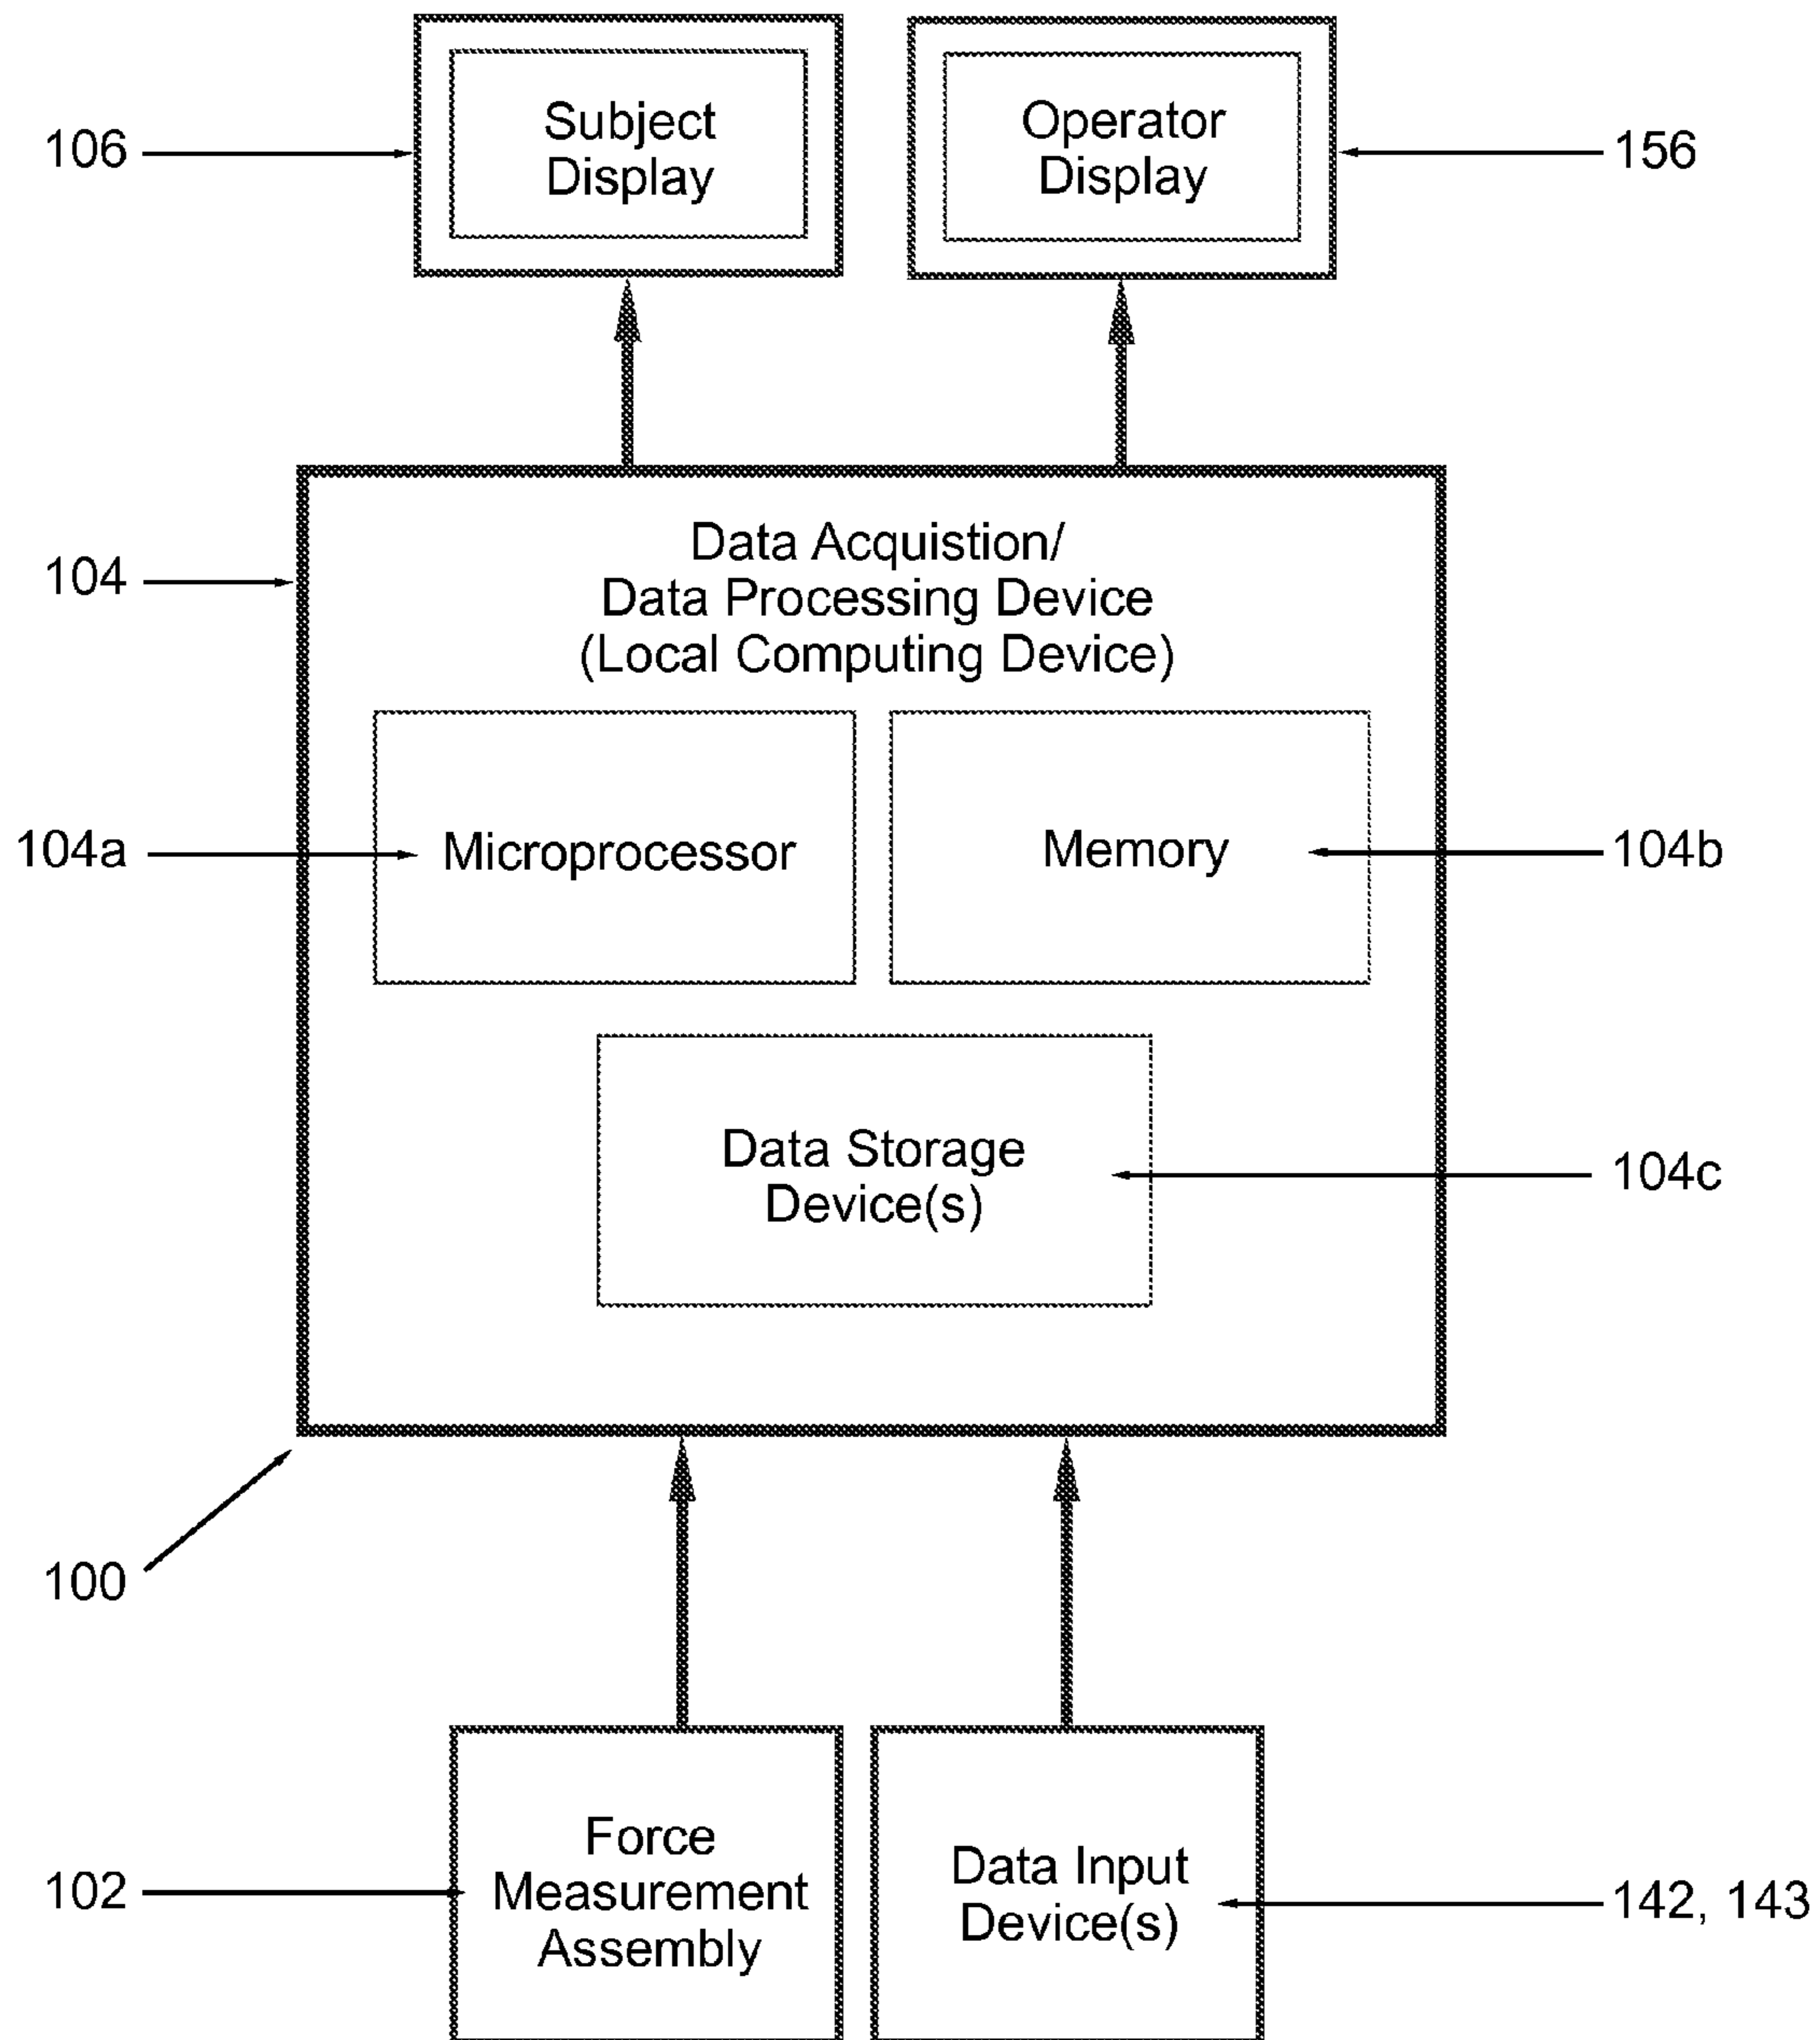 106
Subject
Display
Operator
Display
156
104
Data Acquistion/
Data Processing Device
(Local Computing Device)
104a
Microprocessor
Memory
104b
Data Storage
Device(s)
104c
100
102
Force
Measurement
Assembly
Data Input
Device(s)
142, 143